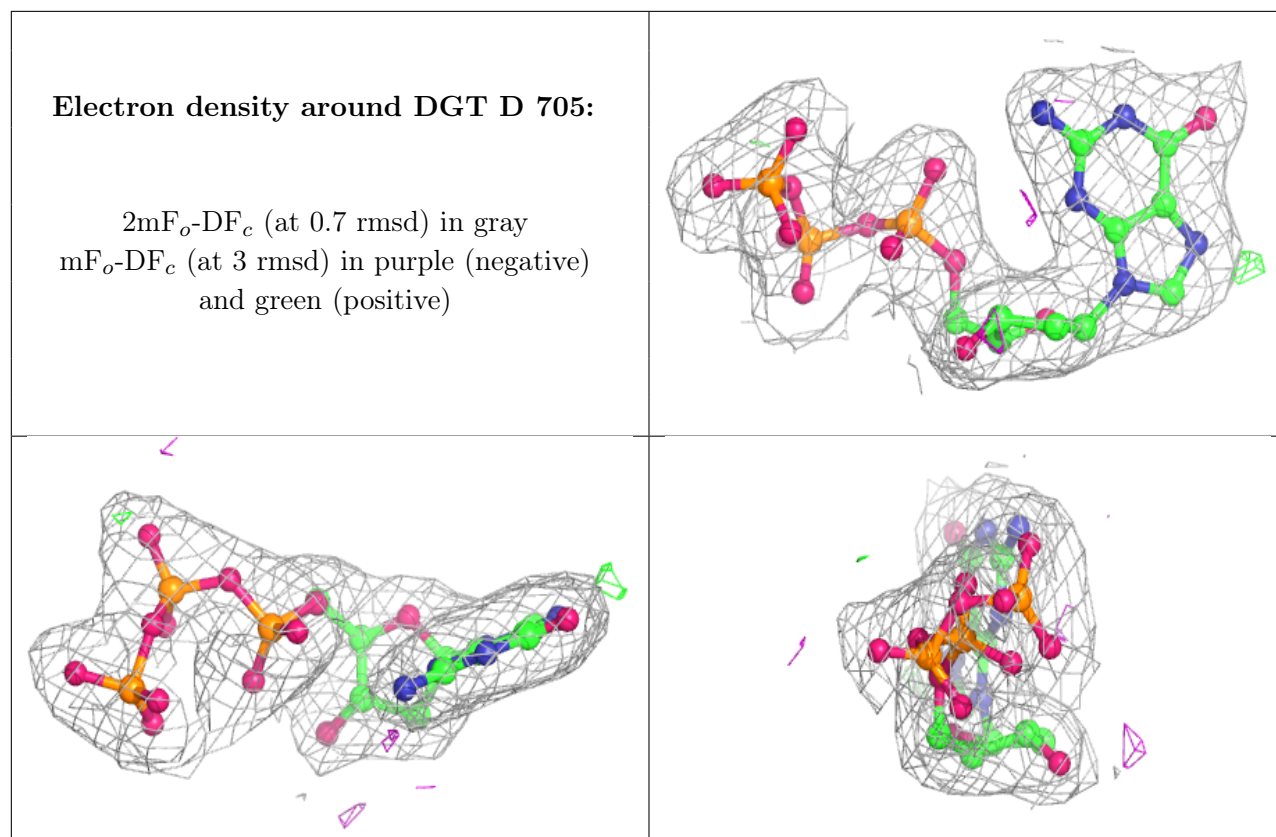 Electron density around DGT D 705:
2mFo-DFc (at 0.7 rmsd) in gray
mFo-DFc (at 3 rmsd) in purple (negative)
and green (positive)